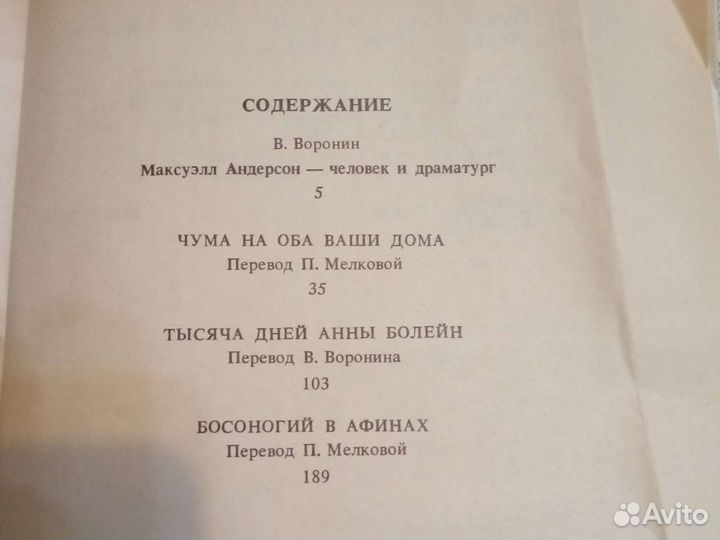 СОДЕРЖАНИЕ
В. Воронин
Максуэлл Андерсон — человек и драматург
5
ЧУМА НА ОБА ВАШИ ДОМА
Перевод П. Мелковой
35
ТЫСЯЧА ДНЕЙ АННЫ БОЛЕЙН
Перевод В. Воронина
103
БОСОНОГИЙ В АФИНАХ
Перевод П. Мелковой
189
Avito